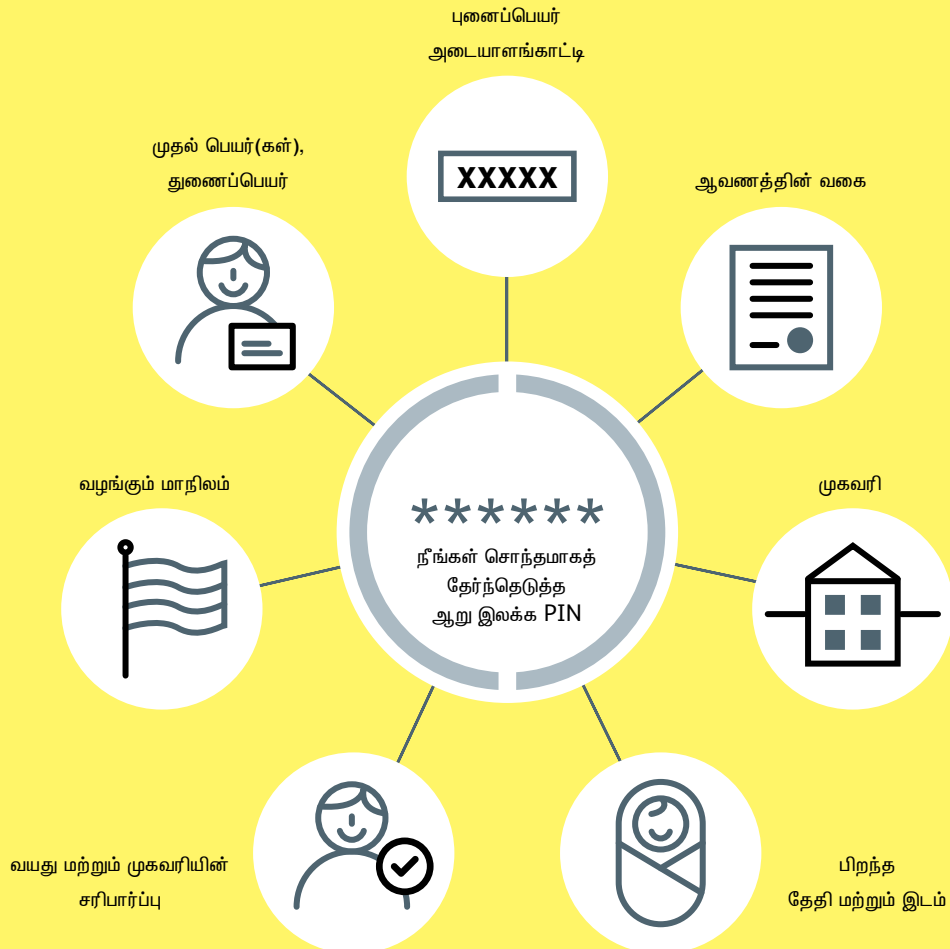 புனைப்பெயர்
அடையாளங்காட்டி
முதல் பெயர்(கள்),
துணைப்பெயர்
XXXXX
ஆவணத்தின் வகை
வழங்கும் மாநிலம்
முகவரி
******
நீங்கள் சொந்தமாகத்
தேர்ந்தெடுத்த
ஆறு இலக்க PIN
வயது மற்றும் முகவரியின்
சரிபார்ப்பு
பிறந்த
தேதி மற்றும் இடம்